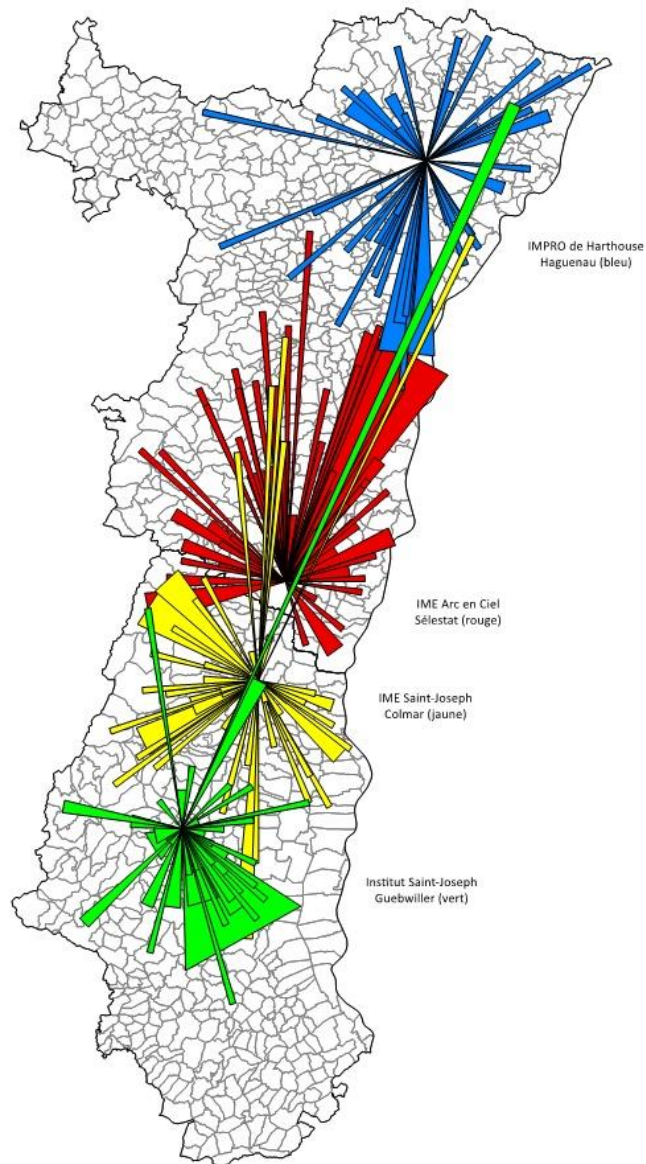 IMPRO de Harthouse
Haguenau (bleu)
IME Arc en Ciel
Sélestat (rouge)
IME Saint-Joseph
Colmar (jaune)
Institut Saint-Joseph
Guebwiller (vert)